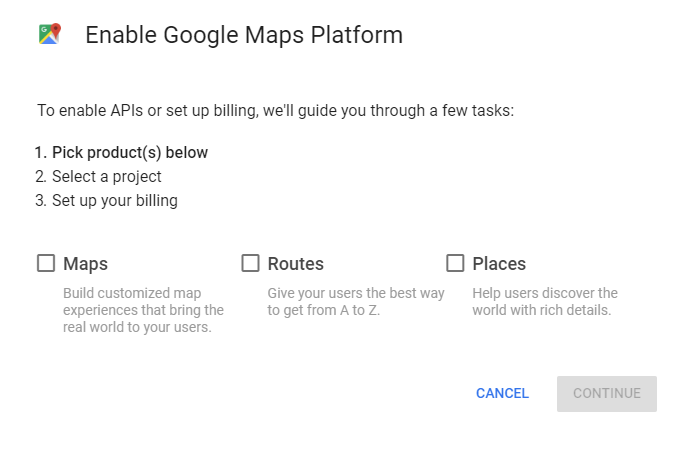 Enable Google Maps Platform
To enable APIs or set up billing, we'll guide you through a few tasks:
1. Pick product(s) below
2. Select a project
3. Set up your billing
Maps
Build customized map
experiences that bring the
real world to your users.
Routes
Give your users the best way
to get from A to Z.
Places
Help users discover the
world with rich details.
CANCEL
CONTINUE